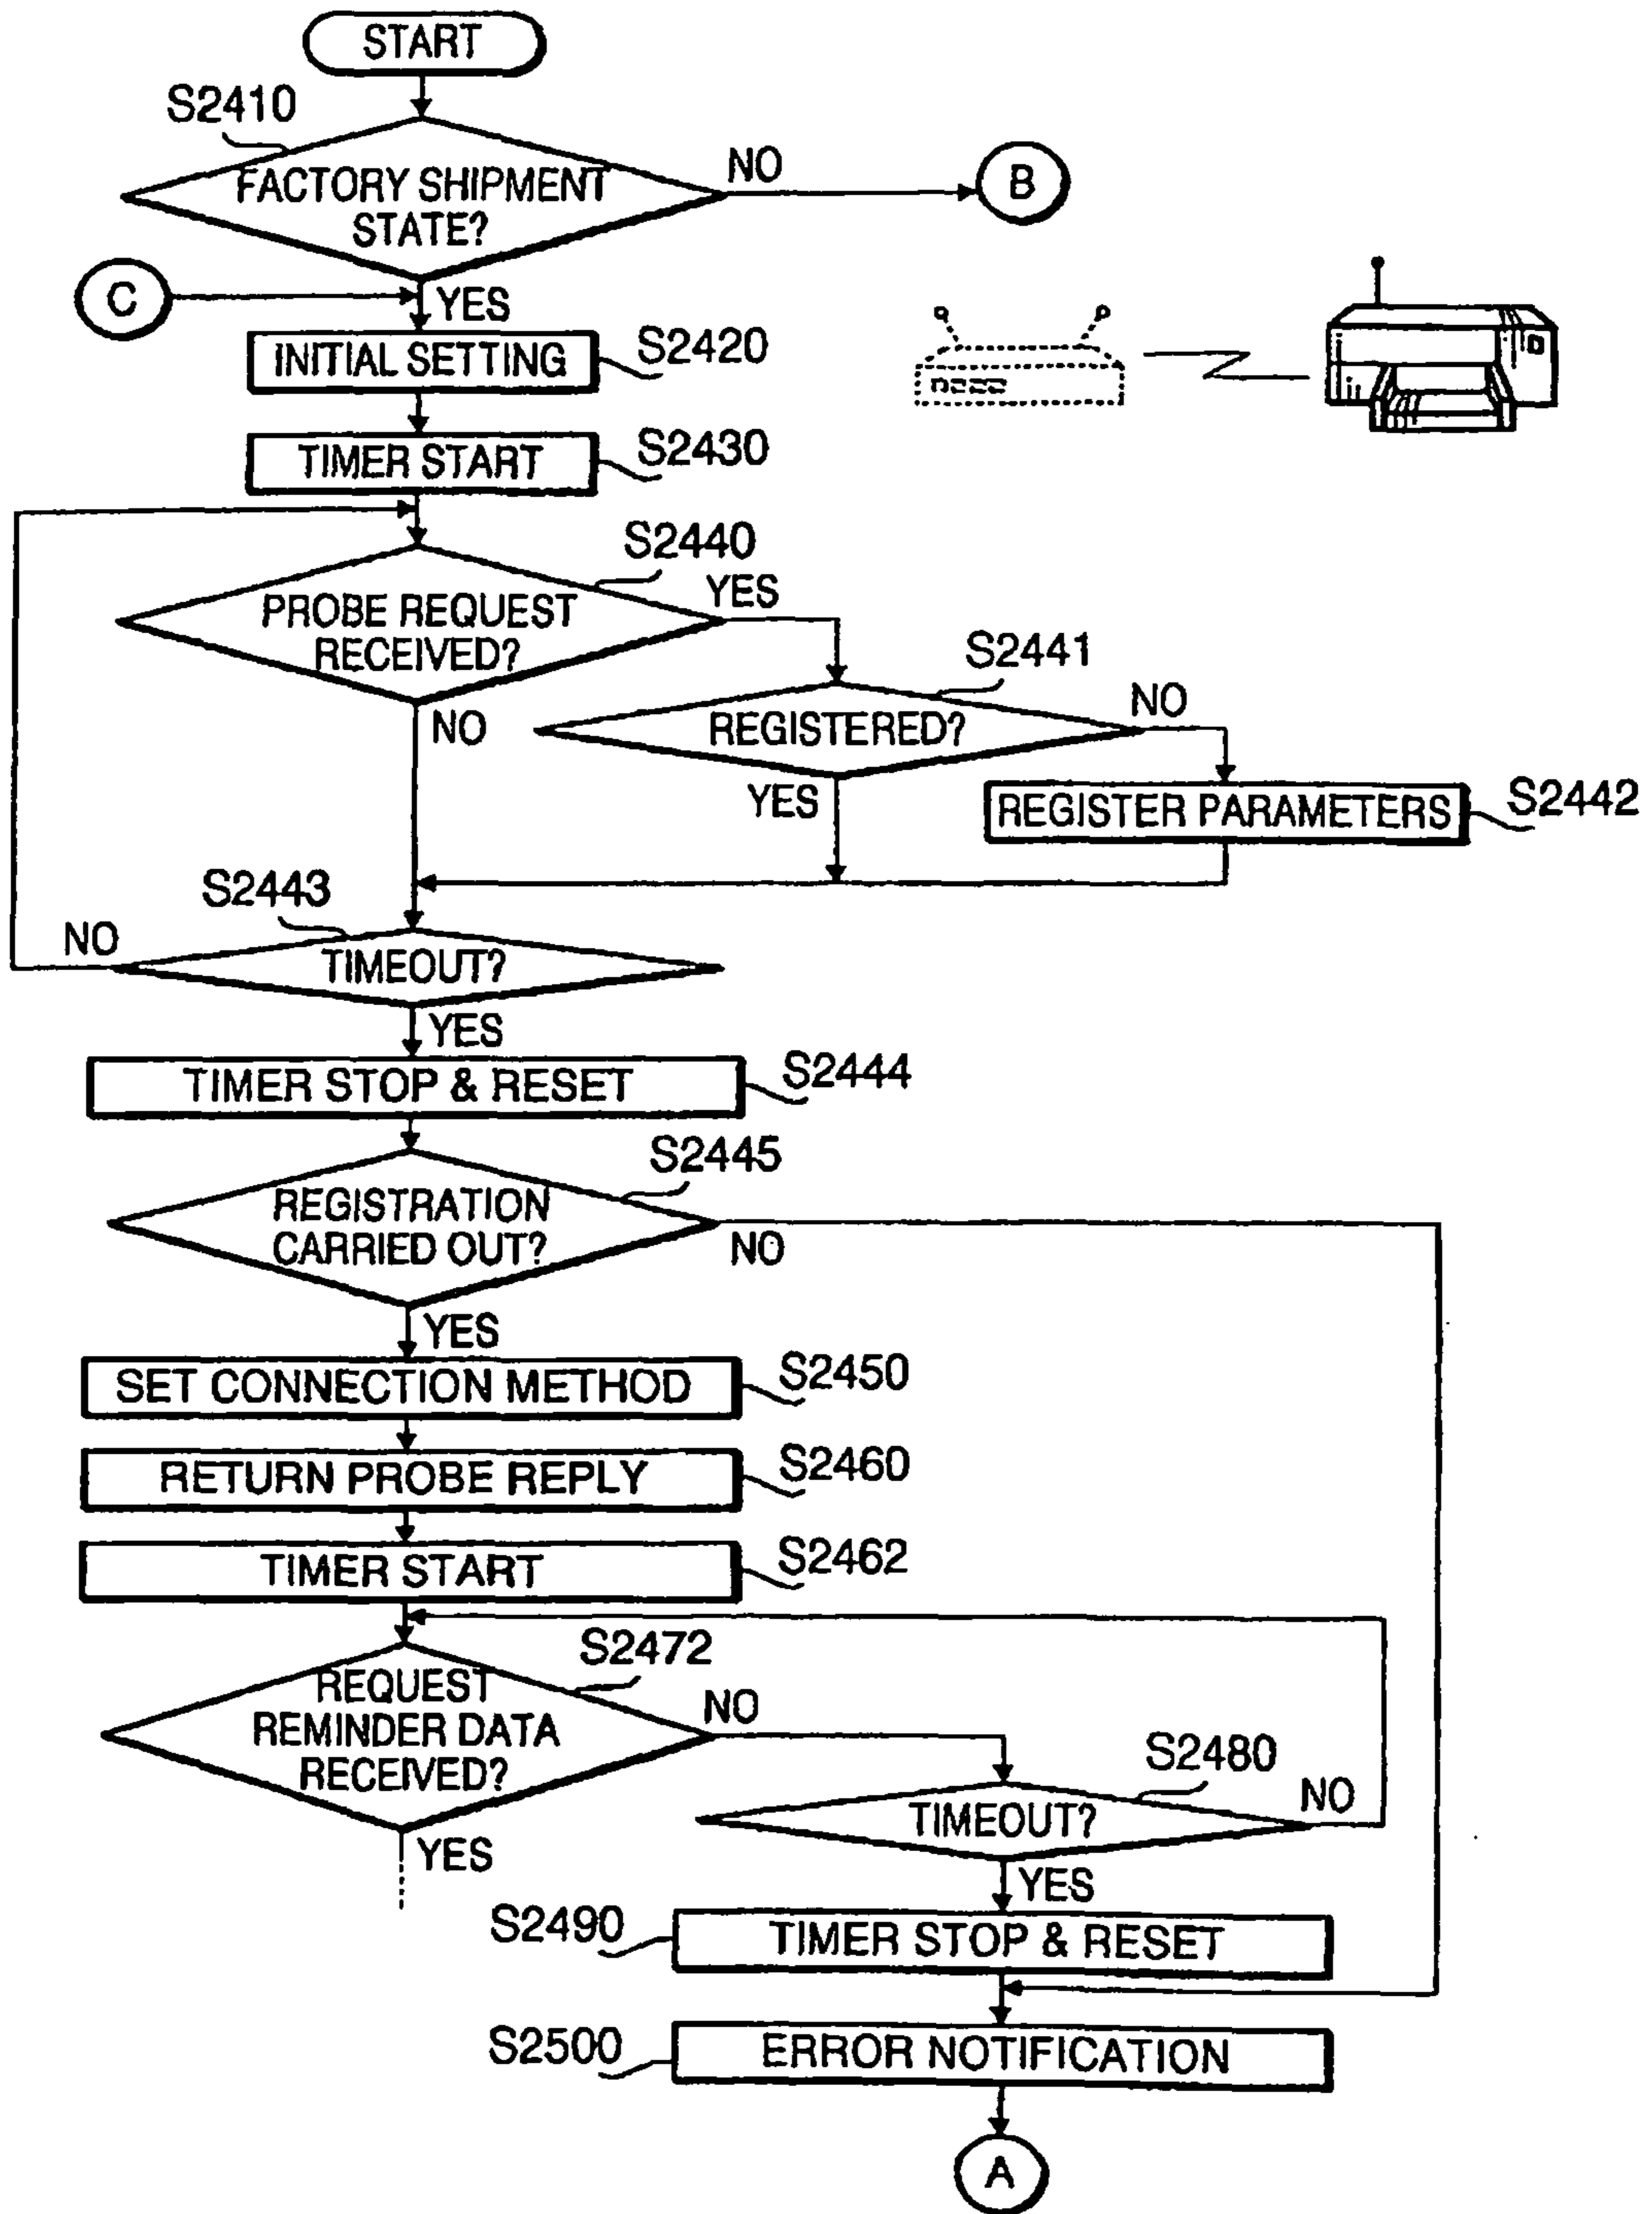 START
S2410
FACTORY SHIPMENT
STATE?
NO
B
C
YES
INITIAL SETTING
S2420
TIMER START
S2430
S2440
PROBE REQUEST
RECEIVED?
YES
NO
S2441
REGISTERED?
NO
YES
REGISTER PARAMETERS
S2442
S2443
NO
TIMEOUT?
YES
TIMER STOP & RESET
S2444
S2445
REGISTRATION
CARRIED OUT?
NO
YES
SET CONNECTION METHOD
S2450
RETURN PROBE REPLY
S2460
TIMER START
S2462
S2472
REQUEST
REMINDER DATA
RECEIVED?
NO
YES
S2480
TIMEOUT?
NO
YES
S2490
TIMER STOP & RESET
S2500
ERROR NOTIFICATION
A